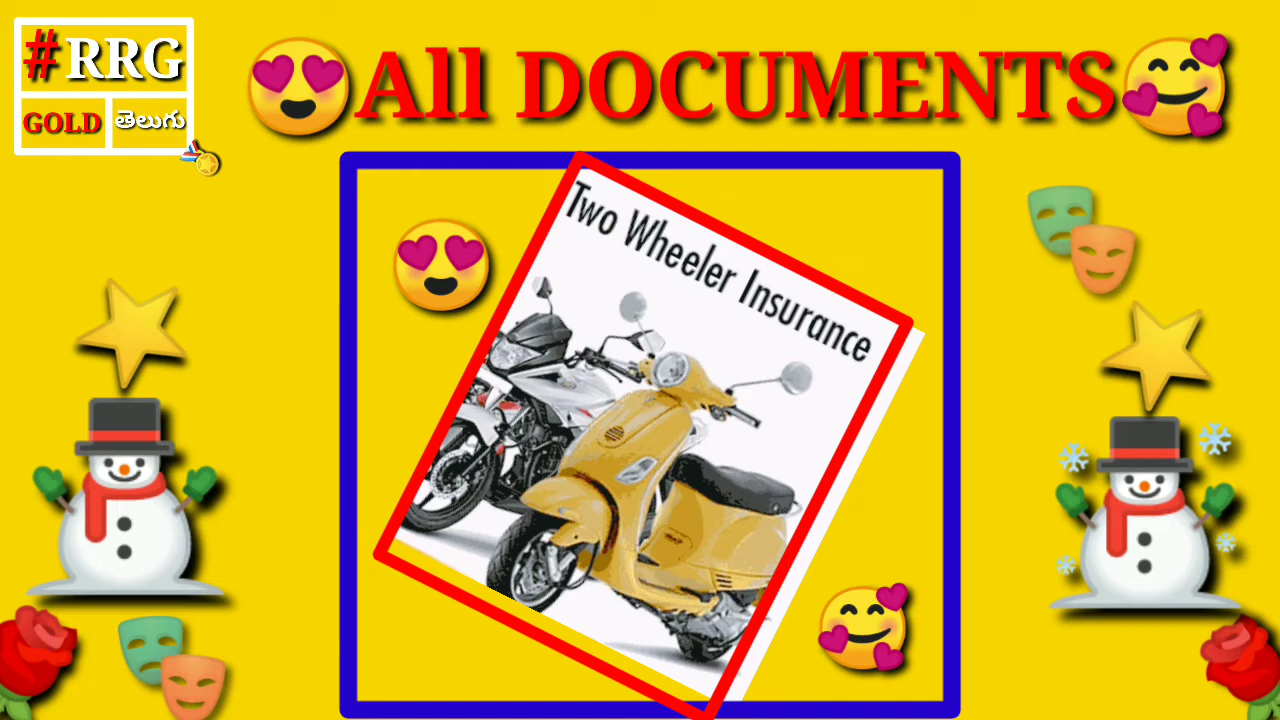 #RRG
GOLD తెలుగు
All DOCUMENTS
Two Wheeler Insurance